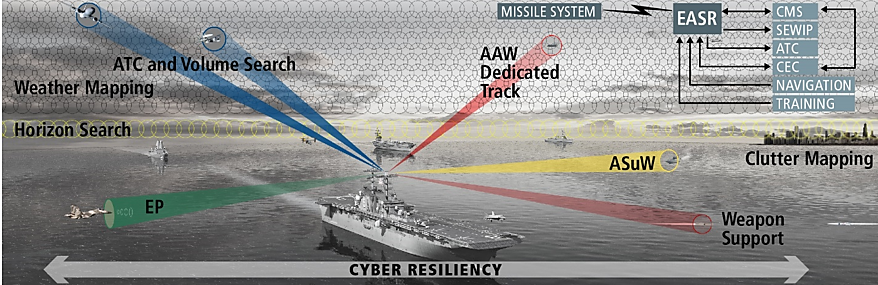 MISSILE SYSTEM
EASR
CMS
SEWIP
ATC
CEC
NAVIGATION
TRAINING
ATC and Volume Search
AAW
Dedicated
Track
Weather Mapping
Horizon Search
Clutter Mapping
ASuW
EP
Weapon
Support
CYBER RESILIENCY